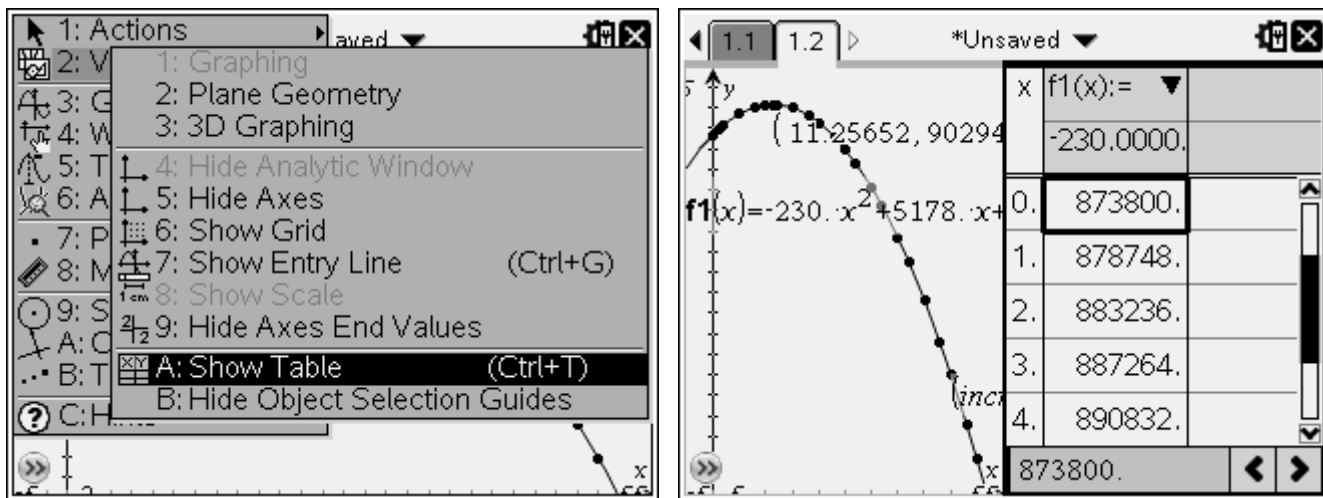 1: Actions
aved
2: V
1: Graphing
2: Plane Geometry
3: 3D Graphing
3: G
4: W
5: T
4: Hide Analytic Window
6: A
5: Hide Axes
7: P
6: Show Grid
8: M
7: Show Entry Line (Ctrl+G)
1 cm 8: Show Scale
9: S
9: Hide Axes End Values
A: C
B: T
A: Show Table (Ctrl+T)
B: Hide Object Selection Guides
C: H
x
1.1 1.2 *Unsaved
y
(11.25652,90294
f1(x)=-230.·x²+5178.·x+
(incr
x
x f1(x):=
-230.0000.
0. 873800.
1. 878748.
2. 883236.
3. 887264.
4. 890832.
873800.